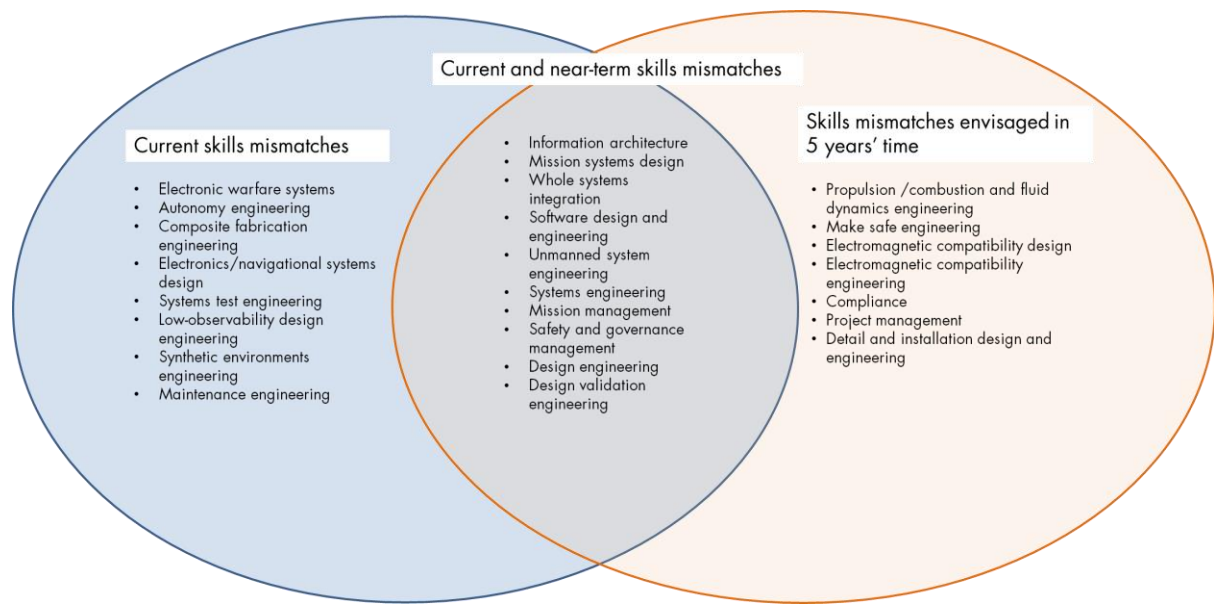 Current and near-term skills mismatches
Current skills mismatches
• Electronic warfare systems
• Autonomy engineering
• Composite fabrication
engineering
• Electronics/navigational systems
design
• Systems test engineering
• Low-observability design
engineering
• Synthetic environments
engineering
• Maintenance engineering
• Information architecture
• Mission systems design
• Whole systems
integration
• Software design and
engineering
• Unmanned system
engineering
• Systems engineering
• Mission management
• Safety and governance
management
• Design engineering
• Design validation
engineering
Skills mismatches envisaged in
5 years’ time
• Propulsion /combustion and fluid
dynamics engineering
• Make safe engineering
• Electromagnetic compatibility design
• Electromagnetic compatibility
engineering
• Compliance
• Project management
• Detail and installation design and
engineering